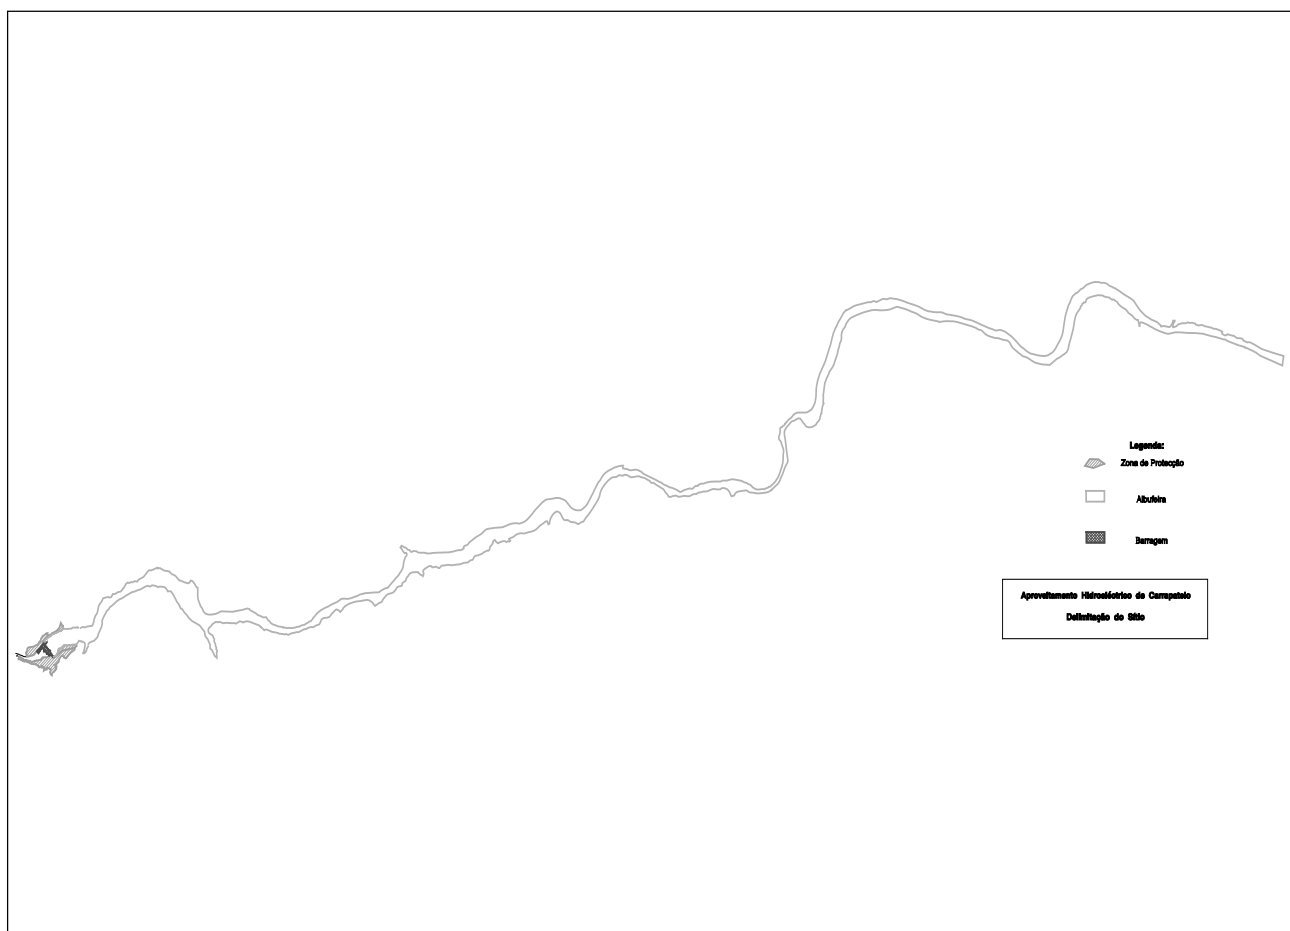 Legenda:
Zona de Protecção
Albufeira
Barragem
Aproveitamento Hidroeléctrico de Carrapatelo
Delimitação do Sítio